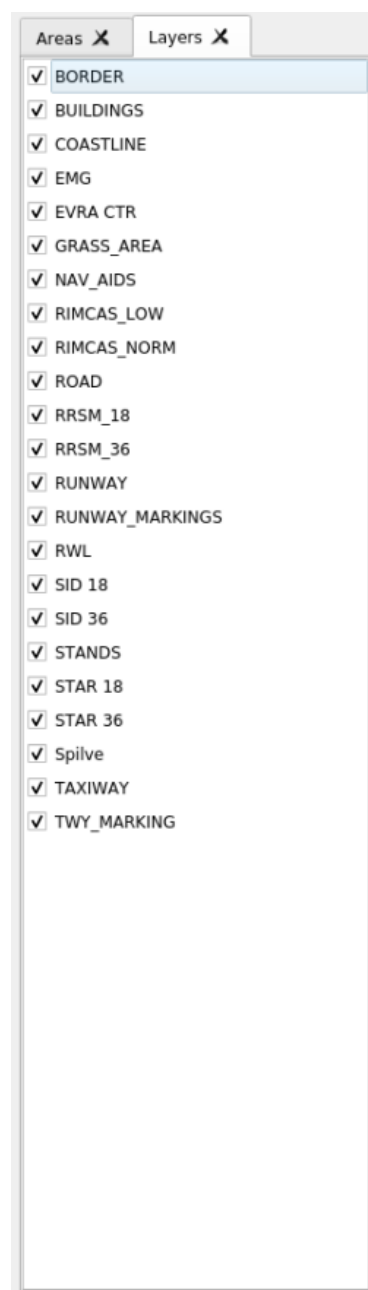 Areas Layers
BORDER
BUILDINGS
COASTLINE
EMG
EVRA CTR
GRASS_AREA
NAV_AIDS
RIMCAS_LOW
RIMCAS_NORM
ROAD
RRSM_18
RRSM_36
RUNWAY
RUNWAY_MARKINGS
RWL
SID 18
SID 36
STANDS
STAR 18
STAR 36
Spilve
TAXIWAY
TWY_MARKING